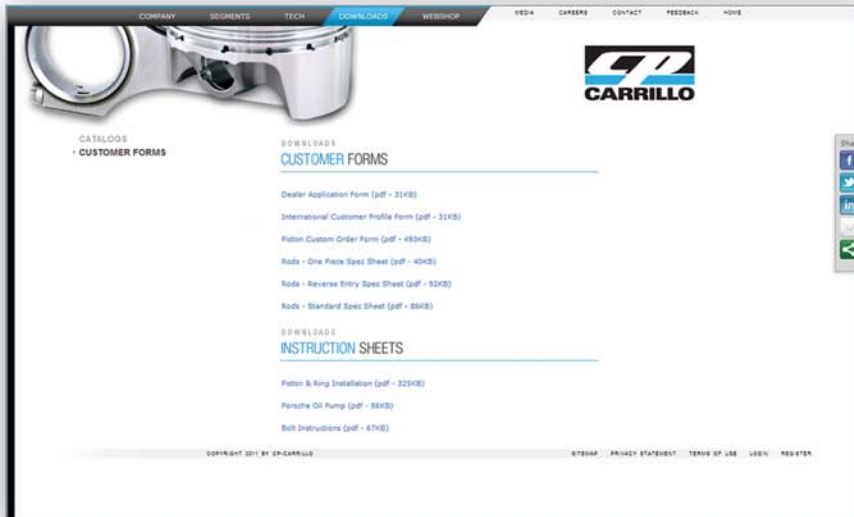 COMPANY SEGMENTS TECH DOWNLOADS WEBSHOP MEDIA CAREERS CONTACT FEEDBACK HOME
CP
CARRILLO
CATALOGS
CUSTOMER FORMS
Sha
DOWNLOADS
CUSTOMER FORMS
Dealer Application Form (pdf - 31KB)
International Customer Profile Form (pdf - 31KB)
Piston Custom Order Form (pdf - 493KB)
Rods - One Piece Spec Sheet (pdf - 40KB)
Rods - Reverse Entry Spec Sheet (pdf - 92KB)
Rods - Standard Spec Sheet (pdf - 86KB)
DOWNLOADS
INSTRUCTION SHEETS
Piston & Ring Installation (pdf - 325KB)
Porsche Oil Pump (pdf - 86KB)
Bolt Instructions (pdf - 67KB)
COPYRIGHT 2011 BY CP-CARRILLO SITEMAP PRIVACY STATEMENT TERMS OF USE LOGIN REGISTER